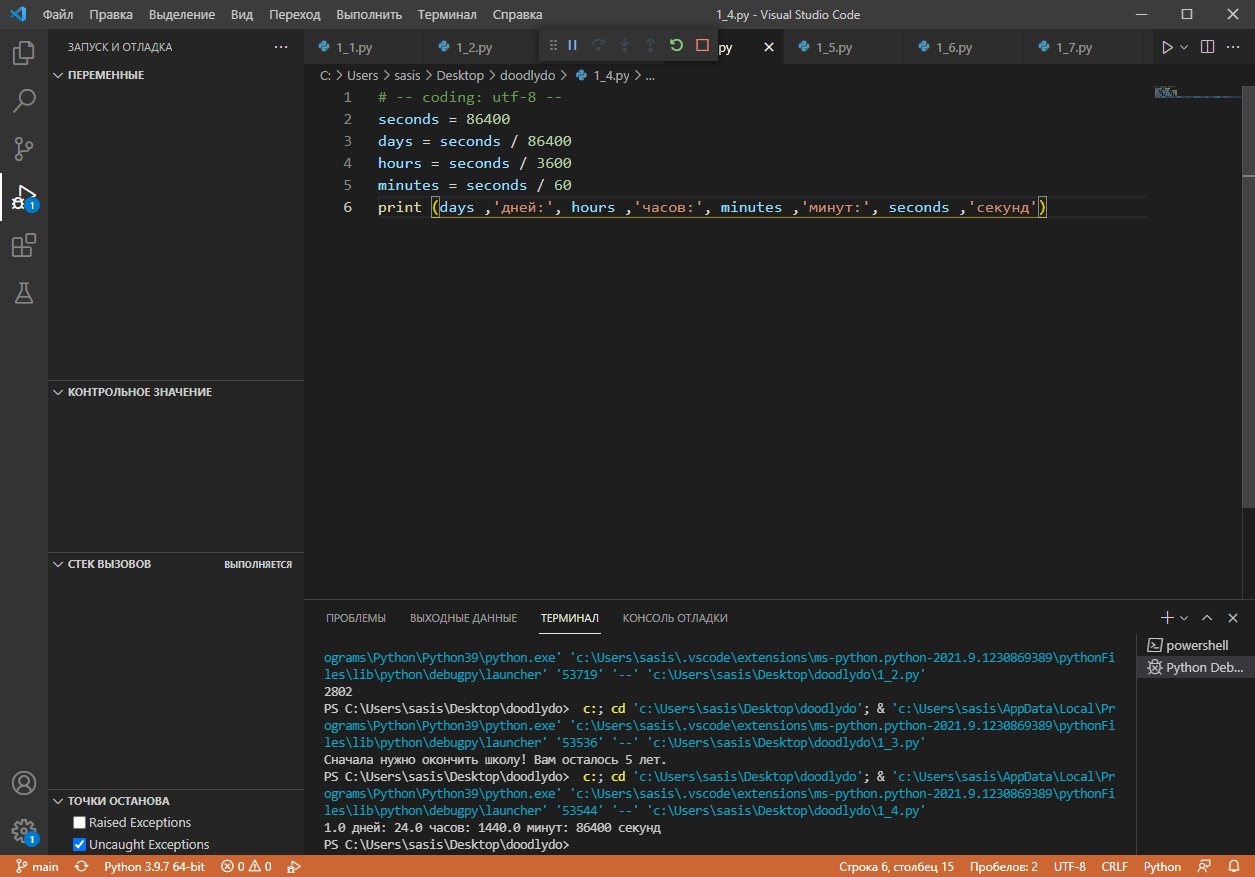 Файл Правка Выделение Вид Переход Выполнить Терминал Справка 1_4.py - Visual Studio Code
ЗАПУСК И ОТЛАДКА
1_1.py 1_2.py py 1_5.py 1_6.py 1_7.py
ПЕРЕМЕННЫЕ
C: > Users > sasis > Desktop > doodlydo > 1_4.py > ...
1 # -- coding: utf-8 --
2 seconds = 86400
3 days = seconds / 86400
4 hours = seconds / 3600
5 minutes = seconds / 60
6 print (days ,'дней:', hours ,'часов:', minutes ,'минут:', seconds ,'секунд')
1
КОНТРОЛЬНОЕ ЗНАЧЕНИЕ
СТЕК ВЫЗОВОВ ВЫПОЛНЯЕТСЯ
ТОЧКИ ОСТАНОВА
Raised Exceptions
Uncaught Exceptions
1
ПРОБЛЕМЫ ВЫХОДНЫЕ ДАННЫЕ ТЕРМИНАЛ КОНСОЛЬ ОТЛАДКИ
ograms\Python\Python39\python.exe' 'c:\Users\sasis\.vscode\extensions\ms-python.python-2021.9.1230869389\pythonFi
les\lib\python\debugpy\launcher' '53719' '--' 'c:\Users\sasis\Desktop\doodlydo\1_2.py'
2802
PS C:\Users\sasis\Desktop\doodlydo> c:; cd 'c:\Users\sasis\Desktop\doodlydo'; & 'c:\Users\sasis\AppData\Local\Pr
ograms\Python\Python39\python.exe' 'c:\Users\sasis\.vscode\extensions\ms-python.python-2021.9.1230869389\pythonFi
les\lib\python\debugpy\launcher' '53536' '--' 'c:\Users\sasis\Desktop\doodlydo\1_3.py'
Сначала нужно окончить школу! Вам осталось 5 лет.
PS C:\Users\sasis\Desktop\doodlydo> c:; cd 'c:\Users\sasis\Desktop\doodlydo'; & 'c:\Users\sasis\AppData\Local\Pr
ograms\Python\Python39\python.exe' 'c:\Users\sasis\.vscode\extensions\ms-python.python-2021.9.1230869389\pythonFi
les\lib\python\debugpy\launcher' '53544' '--' 'c:\Users\sasis\Desktop\doodlydo\1_4.py'
1.0 дней: 24.0 часов: 1440.0 минут: 86400 секунд
PS C:\Users\sasis\Desktop\doodlydo>
powershell
Python Deb...
main Python 3.9.7 64-bit 0 0 Строка 6, столбец 15 Пробелов: 2 UTF-8 CRLF Python